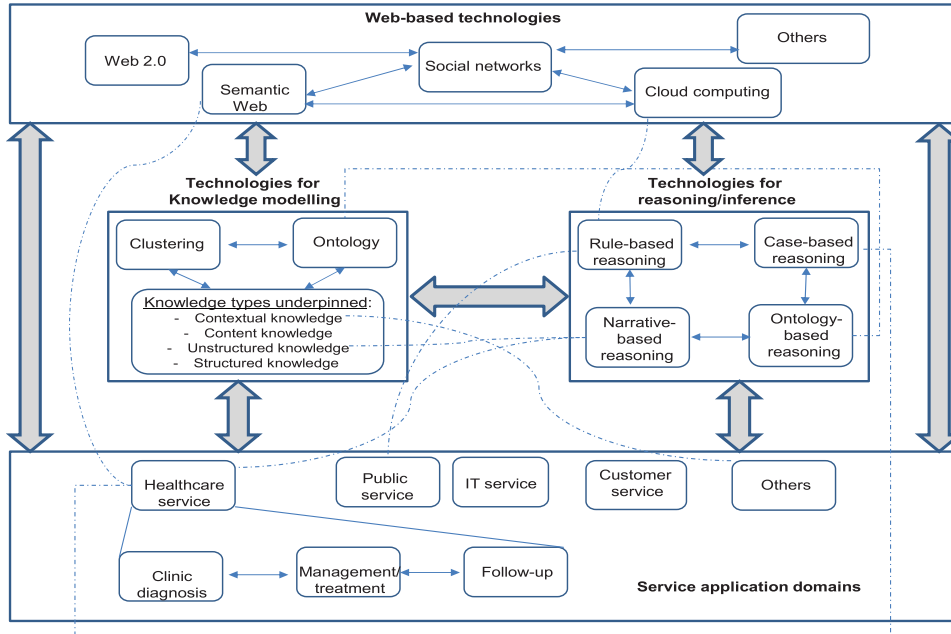 Web-based technologies
Web 2.0
Social networks
Others
Semantic
Web
Cloud computing
Technologies for
Knowledge modelling
Technologies for
reasoning/inference
Clustering
Ontology
Knowledge types underpinned:
- Contextual knowledge
- Content knowledge
- Unstructured knowledge
- Structured knowledge
Rule-based
reasoning
Case-based
reasoning
Narrative-
based reasoning
Ontology-
based reasoning
Healthcare
service
Public
service
IT service
Customer
service
Others
Clinic
diagnosis
Management/
treatment
Follow-up
Service application domains